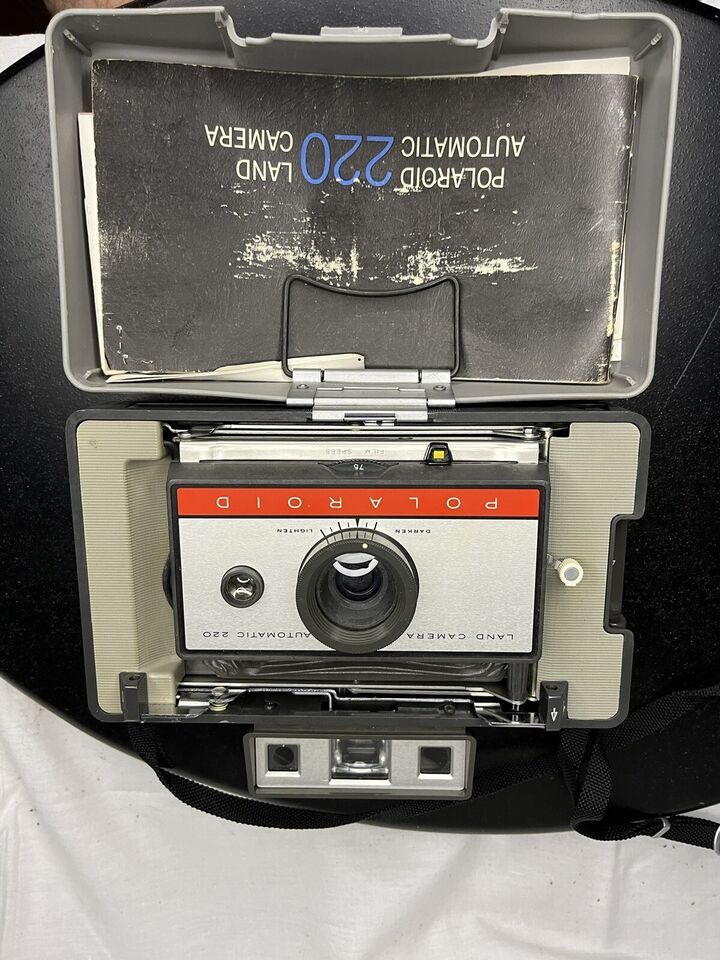 POLAROID 220 LAND
AUTOMATIC CAMERA
FILM SPEED
75
POLAROID
DARKEN LIGHTEN
LAND CAMERA AUTOMATIC 220